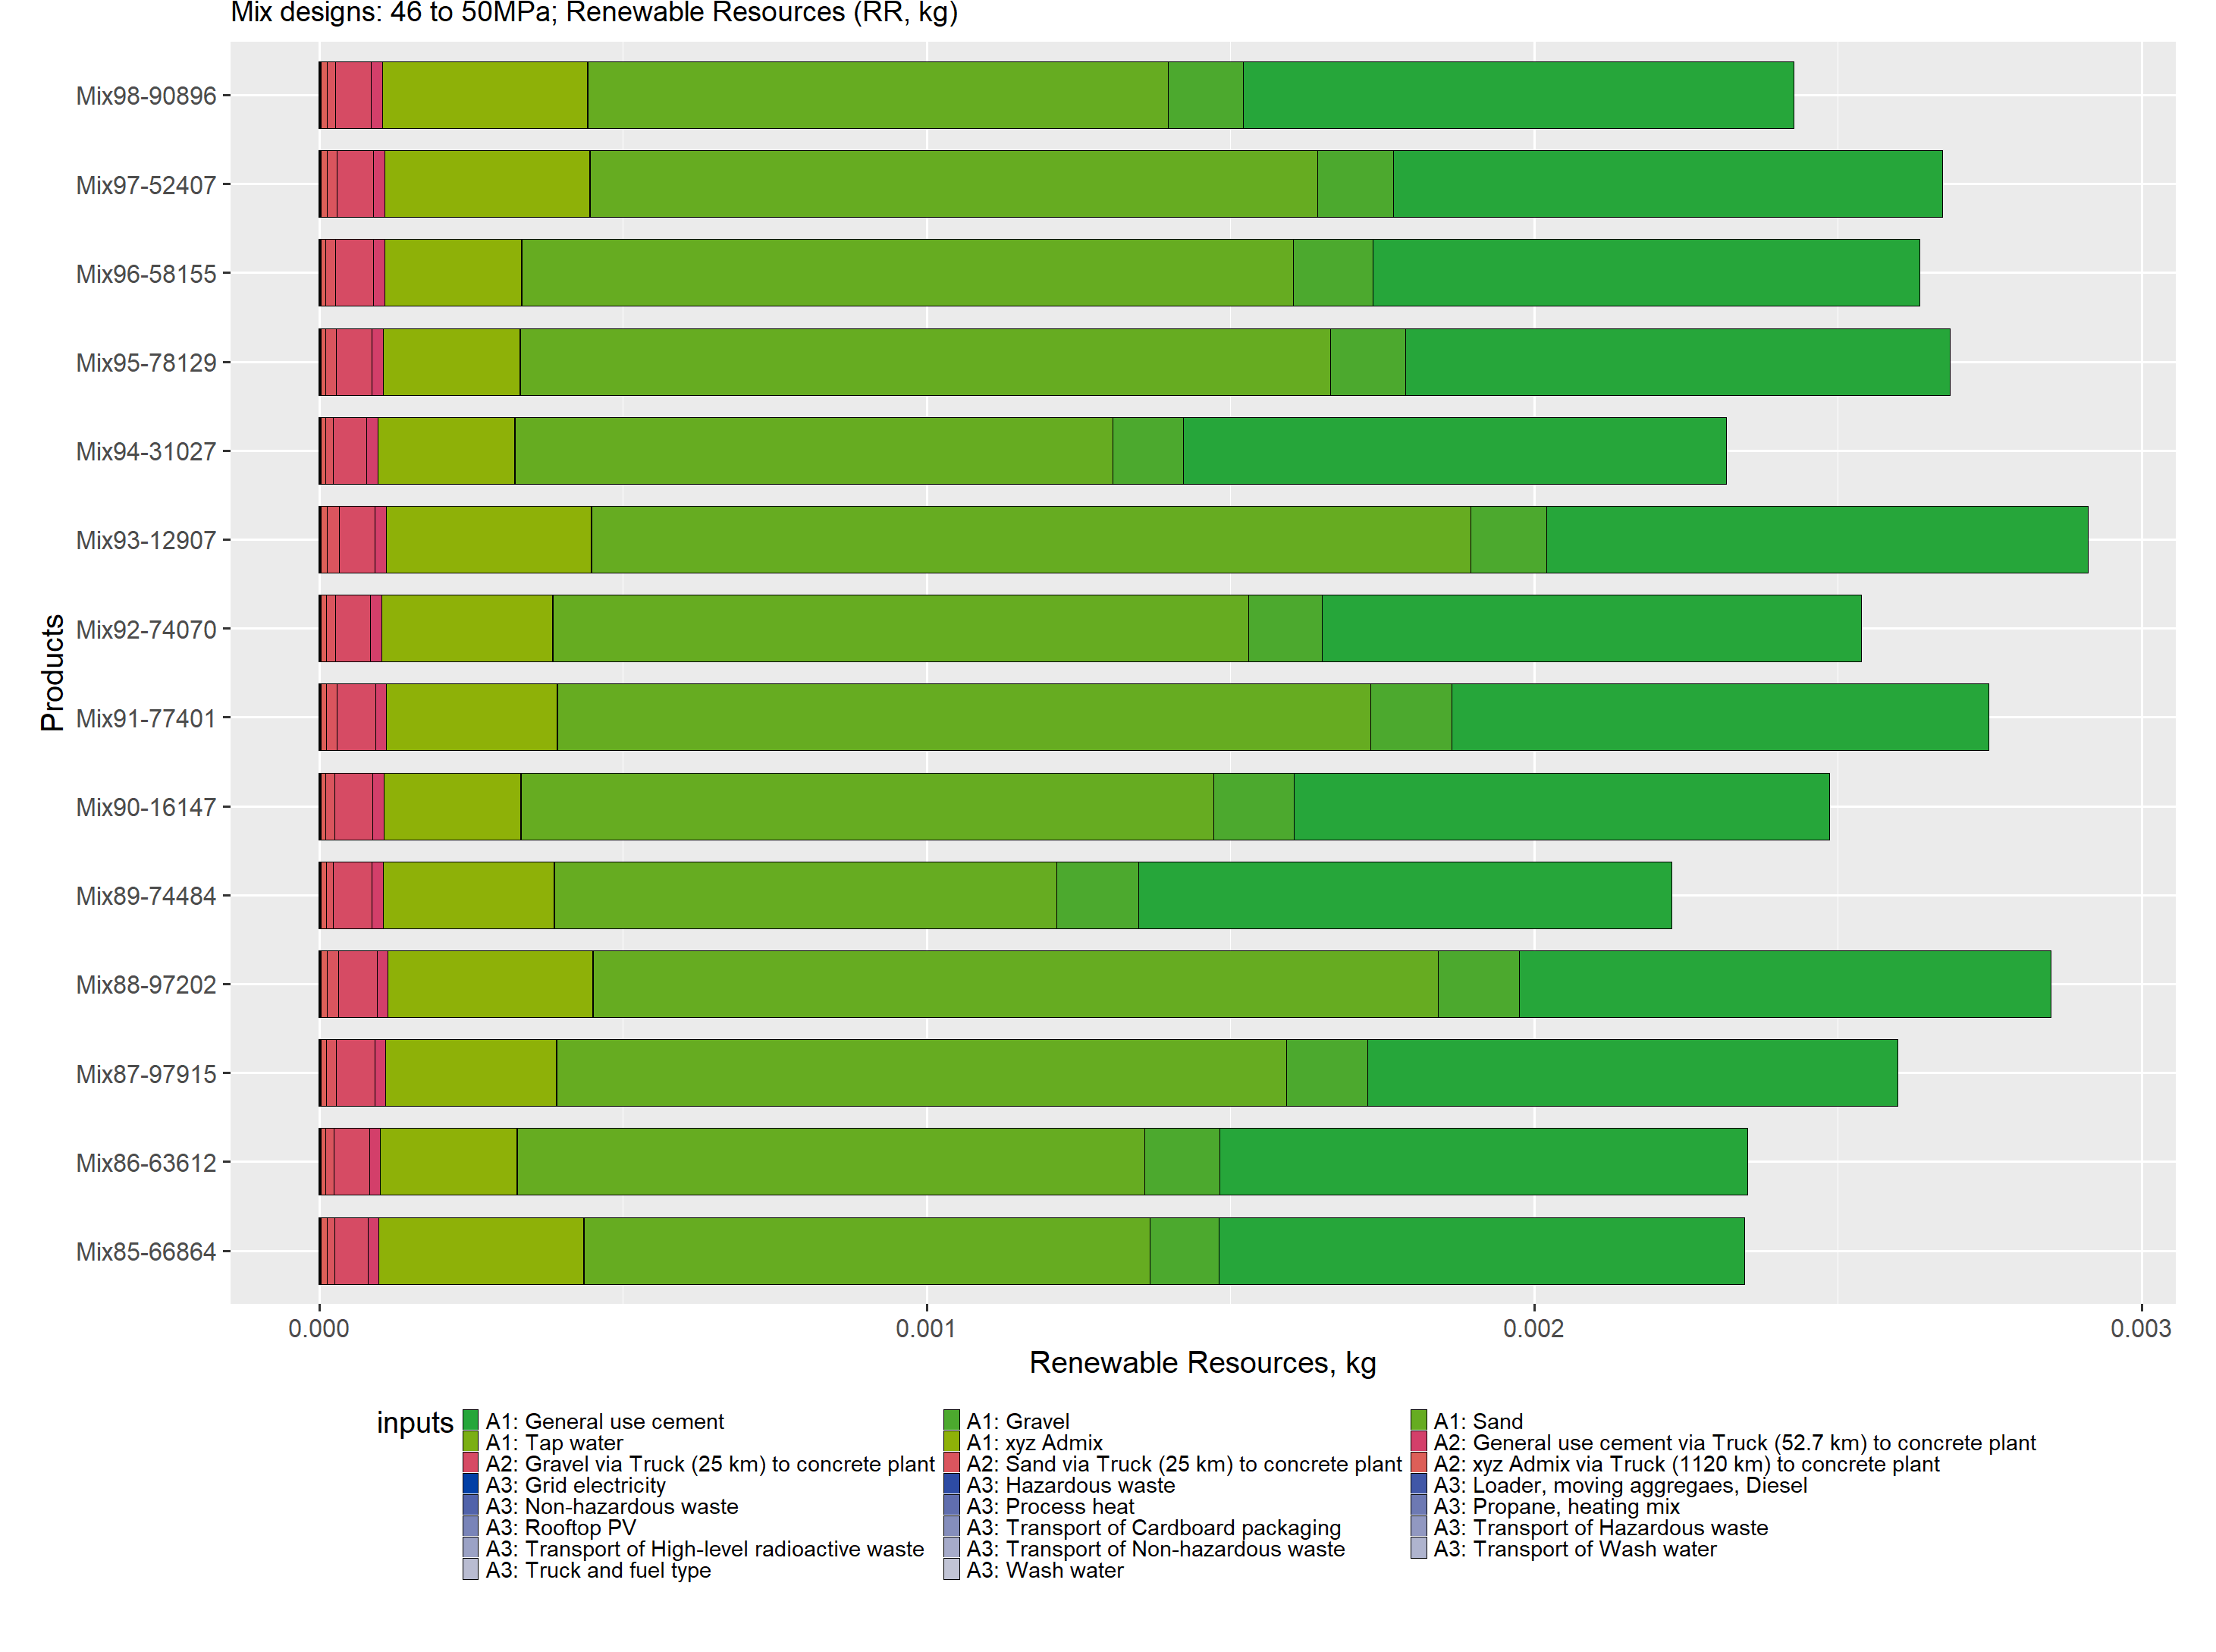 Mix designs: 46 to 50MPa; Renewable Resources (RR, kg)
Mix98-90896
Mix97-52407
Mix96-58155
Mix95-78129
Mix94-31027
Mix93-12907
Mix92-74070
Mix91-77401
Mix90-16147
Mix89-74484
Mix88-97202
Mix87-97915
Mix86-63612
Mix85-66864
Products
0.000 0.001 0.002 0.003
Renewable Resources, kg
inputs
A1: General use cement A1: Gravel A1: Sand
A1: Tap water A1: xyz Admix A2: General use cement via Truck (52.7 km) to concrete plant
A2: Gravel via Truck (25 km) to concrete plant A2: Sand via Truck (25 km) to concrete plant A2: xyz Admix via Truck (1120 km) to concrete plant
A3: Grid electricity A3: Hazardous waste A3: Loader, moving aggregaes, Diesel
A3: Non-hazardous waste A3: Process heat A3: Propane, heating mix
A3: Rooftop PV A3: Transport of Cardboard packaging A3: Transport of Hazardous waste
A3: Transport of High-level radioactive waste A3: Transport of Non-hazardous waste A3: Transport of Wash water
A3: Truck and fuel type A3: Wash water